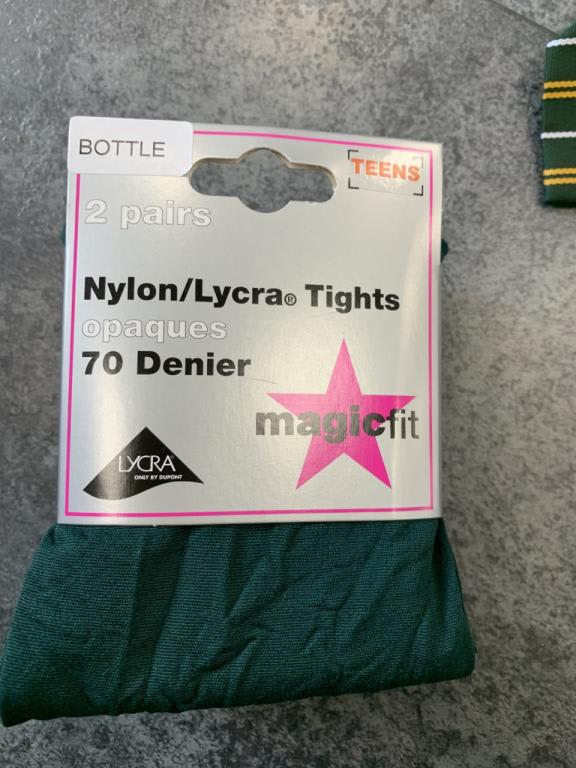 BOTTLE
TEENS
2 pairs
Nylon/Lycra® Tights
opaques
70 Denier
magicfit
LYCRA®
ONLY BY DUPONT